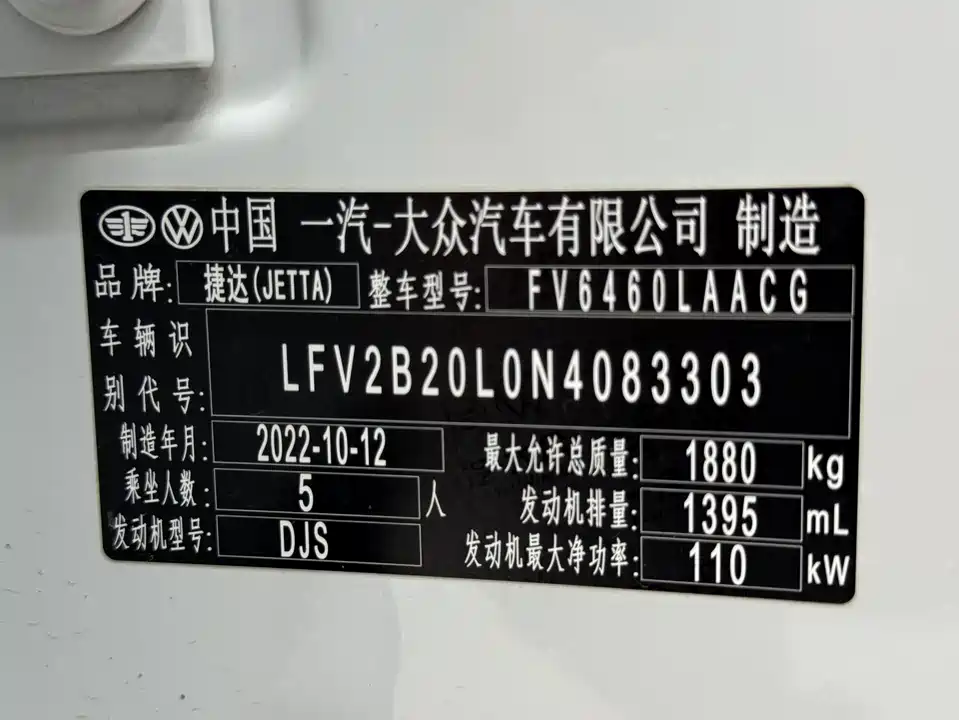 中国 一汽-大众汽车有限公司 制造
品牌: 捷达(JETTA) 整车型号: FV6460LAACG
车辆识别代号: LFV2B20L0N4083303
制造年月: 2022-10-12 最大允许总质量: 1880 kg
乘坐人数: 5 人 发动机排量: 1395 mL
发动机型号: DJS 发动机最大净功率: 110 kW